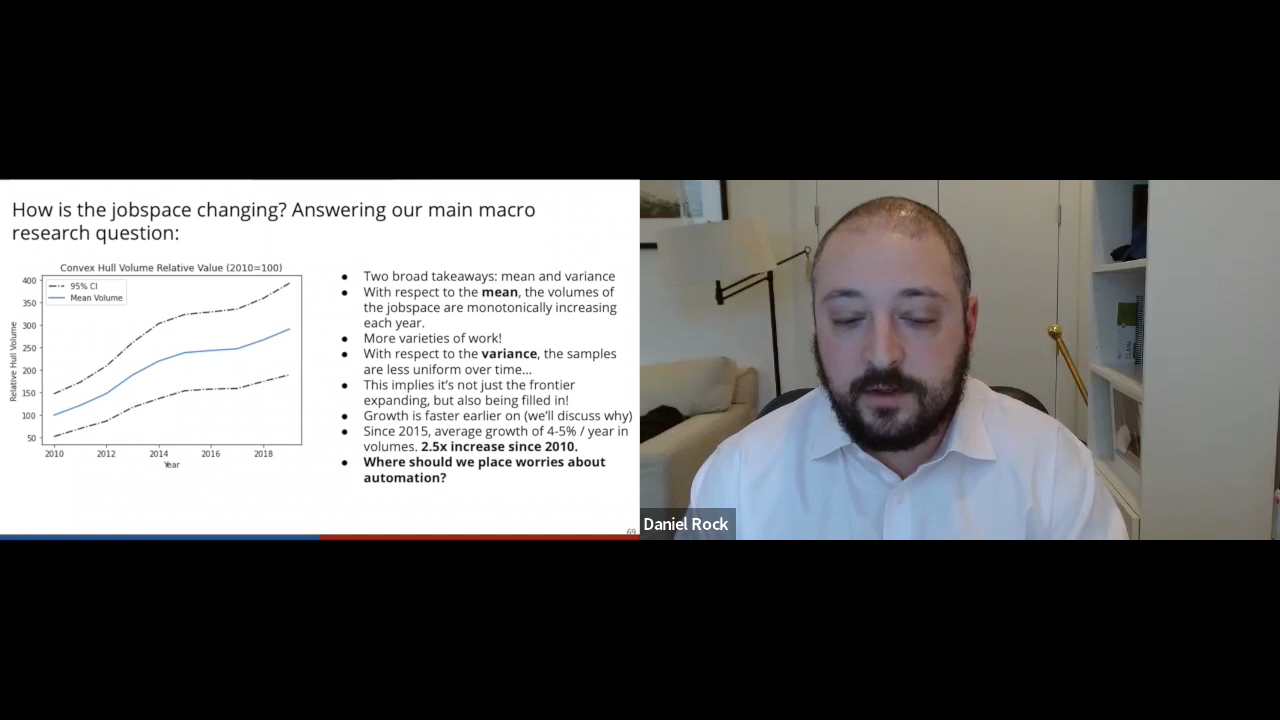 How is the jobspace changing? Answering our main macro
research question:
Convex Hull Volume Relative Value (2010=100)
400
350
300
250
200
150
100
50
95% CI
Mean Volume
Relative Hull Volume
2010
2012
2014
2016
2018
Year
● Two broad takeaways: mean and variance
● With respect to the mean, the volumes of
the jobspace are monotonically increasing
each year.
● More varieties of work!
● With respect to the variance, the samples
are less uniform over time...
● This implies it's not just the frontier
expanding, but also being filled in!
● Growth is faster earlier on (we'll discuss why)
● Since 2015, average growth of 4-5% / year in
volumes. 2.5x increase since 2010.
● Where should we place worries about
automation?
69
CLAIM
Daniel Rock